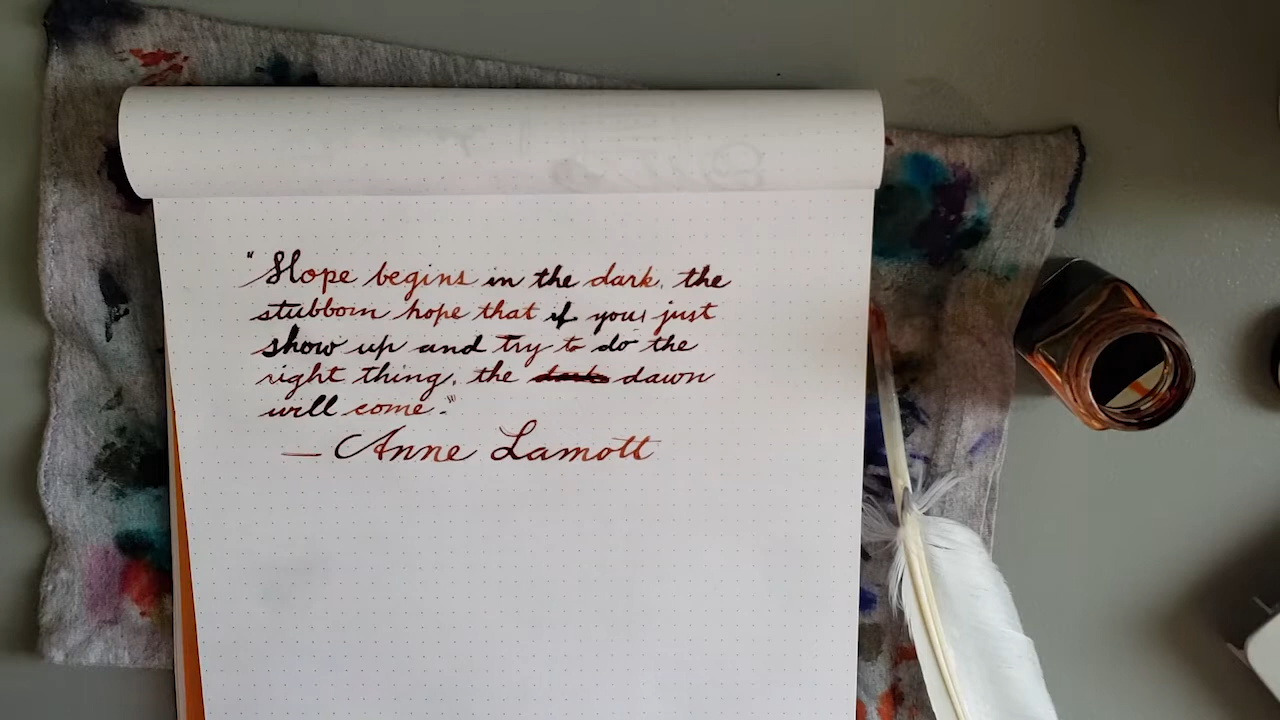 "Hope begins in the dark, the
stubborn hope that if you just
show up and try to do the
right thing, the dark dawn
will come."
— Anne Lamott